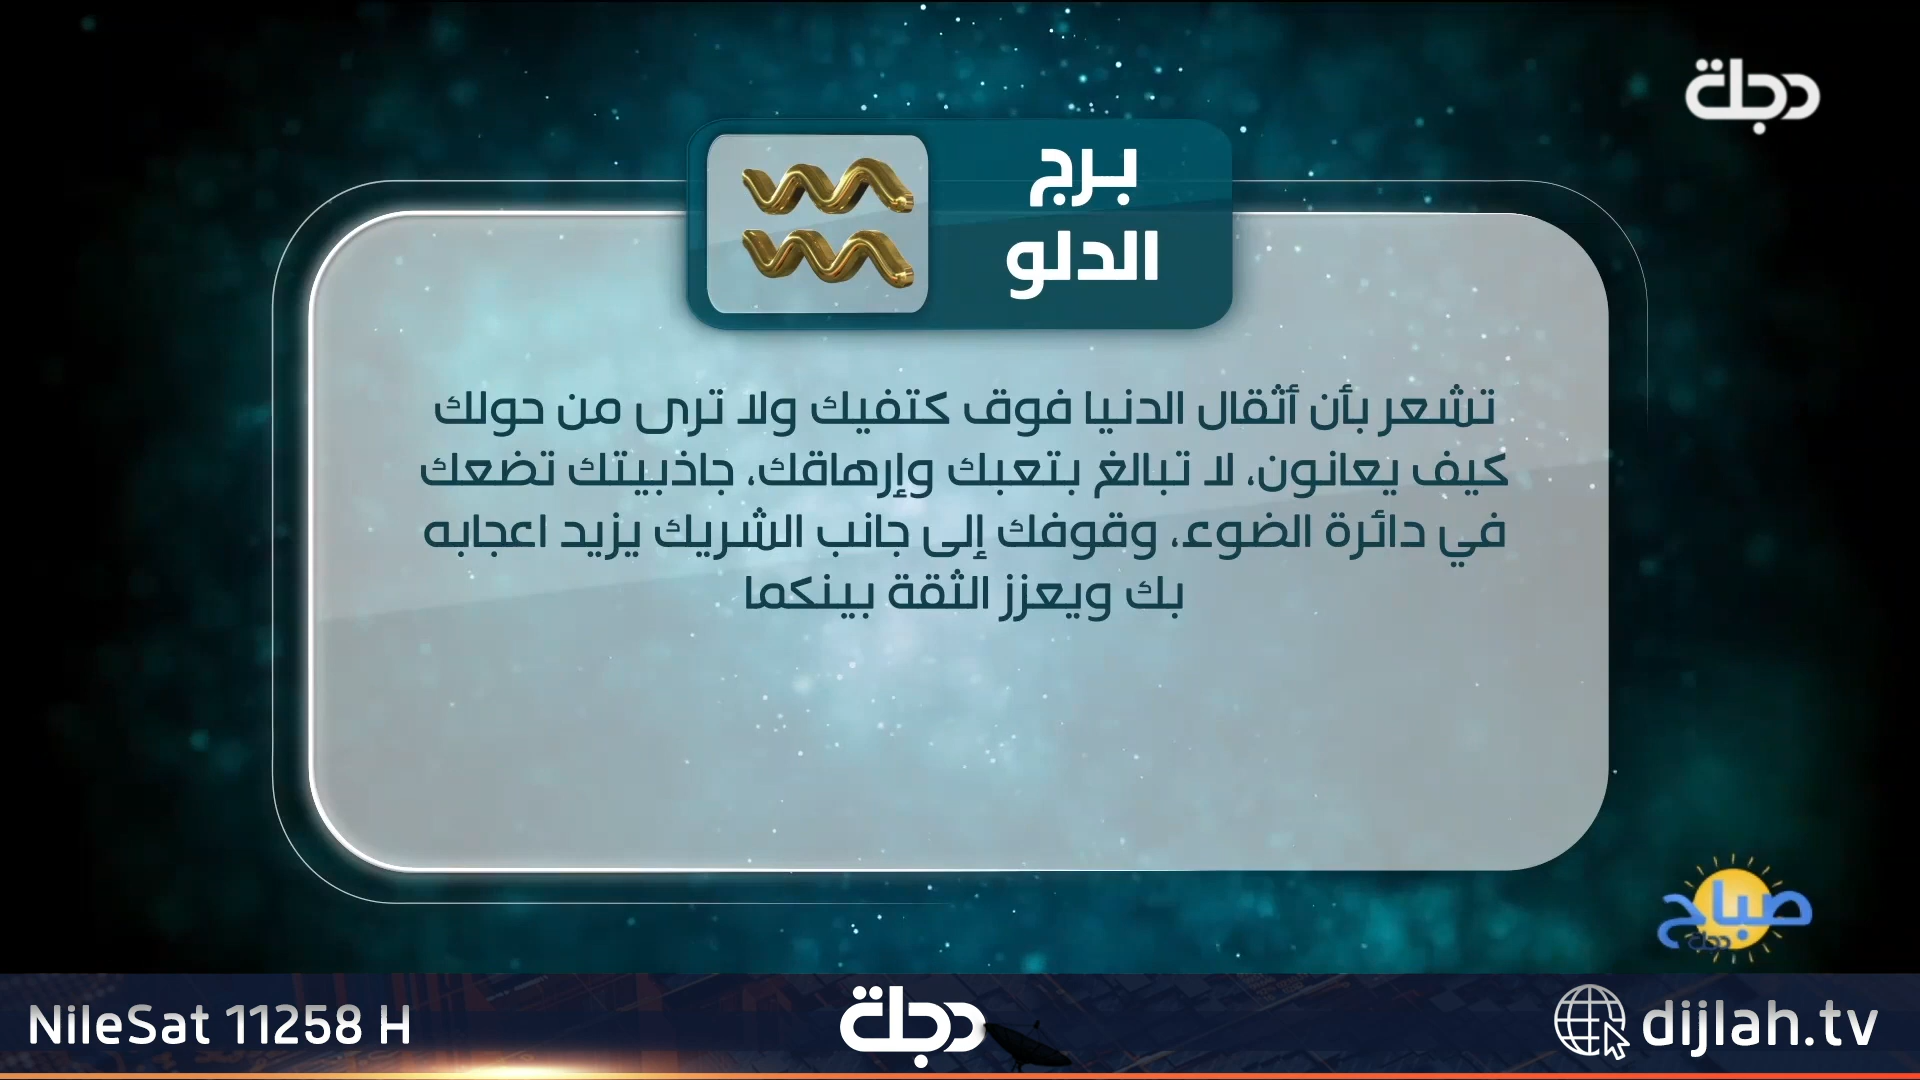 دجلة
برج
الدلو
تشعر بأن أثقال الدنيا فوق كتفيك ولا ترى من حولك
كيف يعانون، لا تبالغ بتعبك وإرهاقك، جاذبيتك تضعك
في دائرة الضوء، وقوفك إلى جانب الشريك يزيد اعجابه
بك ويعزز الثقة بينكما
صباح
دجلة
NileSat 11258 H
دجلة
dijlah.tv